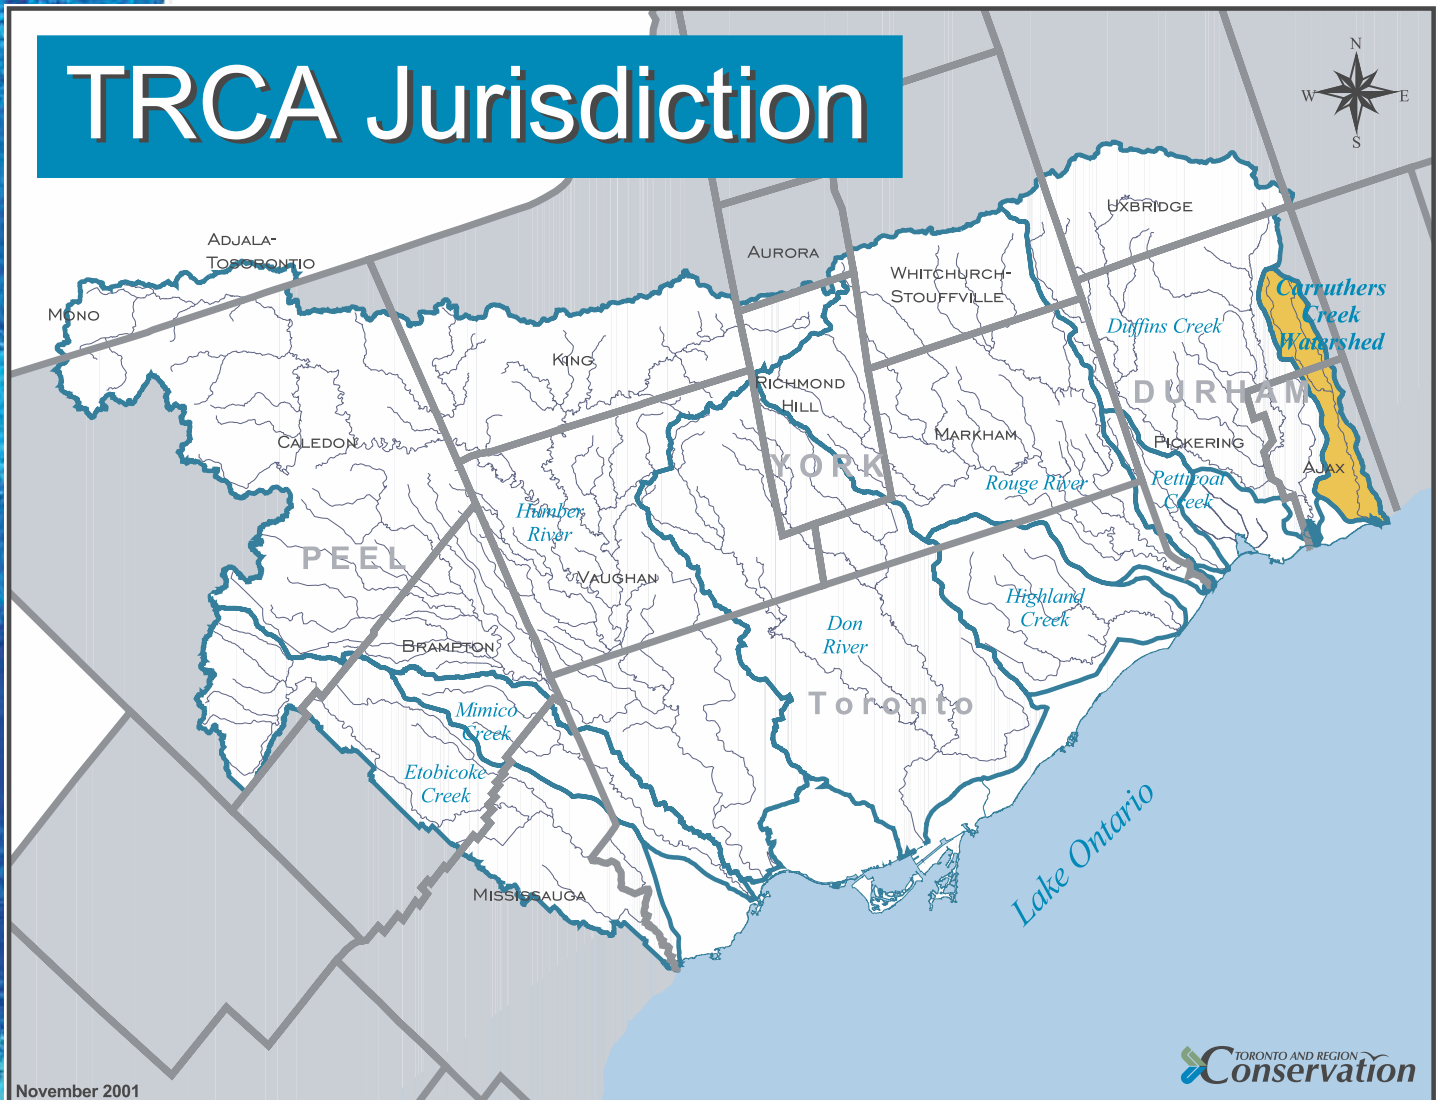 TRCA Jurisdiction
N
W E
S
UXBRIDGE
ADJALA-
TOSORONTIO
AURORA
WHITCHURCH-
STOUFFVILLE
MONO
Carruthers
Creek
Watershed
Duffins Creek
KING
RICHMOND
HILL
DURHAM
CALEDON
MARKHAM
PICKERING
YORK
AJAX
Rouge River
Petticoat
Creek
Humber
River
PEEL
VAUGHAN
Highland
Creek
Don
River
BRAMPTON
Toronto
Mimico
Creek
Etobicoke
Creek
Lake Ontario
MISSISSAUGA
TORONTO AND REGION
Conservation
November 2001